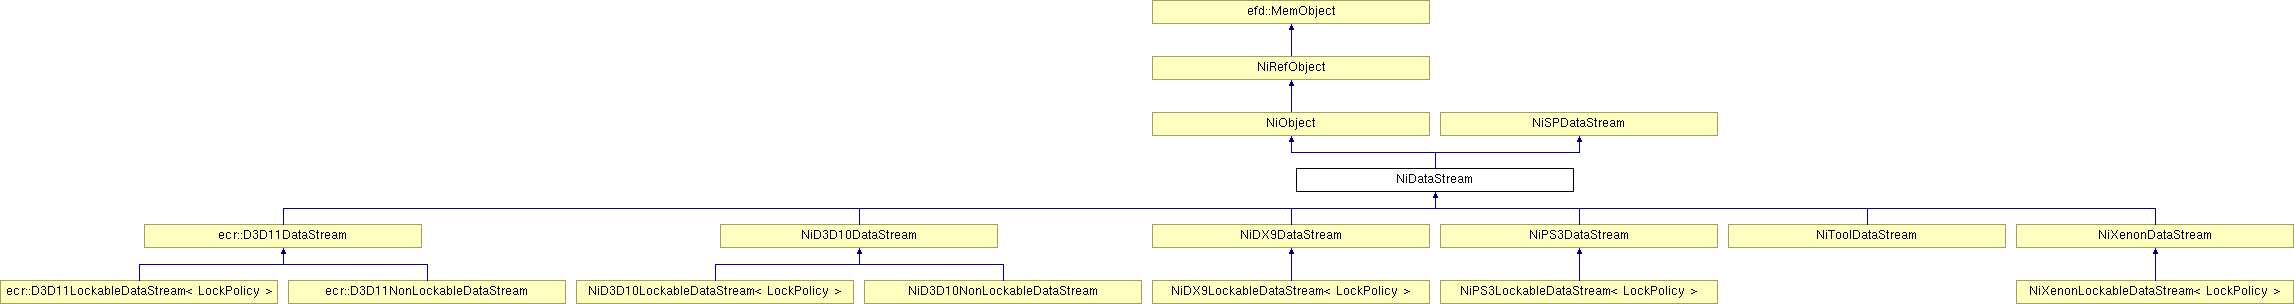 efd::MemObject
NiRefObject
NiObject
NiSPDataStream
NiDataStream
ecr::D3D11DataStream
NiD3D10DataStream
NiDX9DataStream
NiPS3DataStream
NiToolDataStream
NiXenonDataStream
ecr::D3D11LockableDataStream< LockPolicy >
ecr::D3D11NonLockableDataStream
NiD3D10LockableDataStream< LockPolicy >
NiD3D10NonLockableDataStream
NiDX9LockableDataStream< LockPolicy >
NiPS3LockableDataStream< LockPolicy >
NiXenonLockableDataStream< LockPolicy >